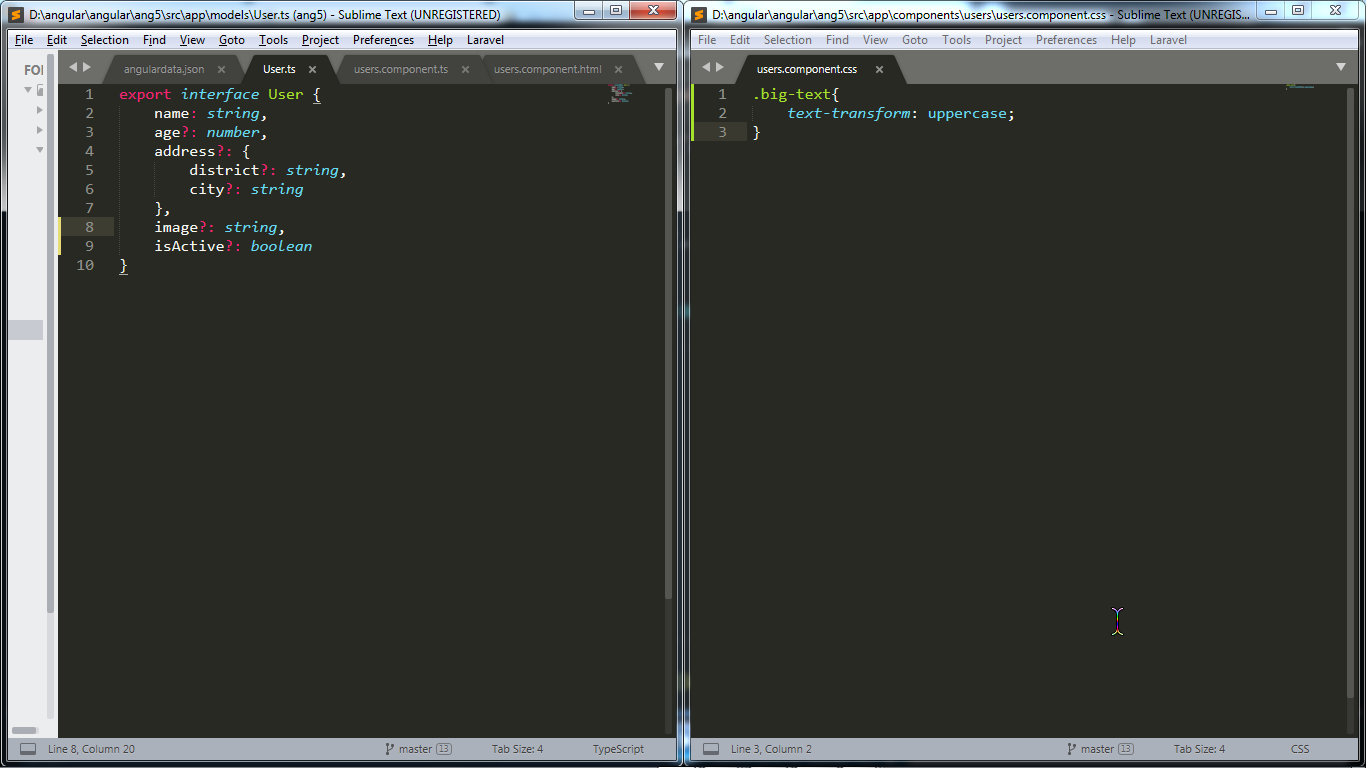 D:\angular\angular\ang5\src\app\models\User.ts (ang5) - Sublime Text (UNREGISTERED)
File Edit Selection Find View Goto Tools Project Preferences Help Laravel
FOI
angulardata.json User.ts users.component.ts users.component.html
1 export interface User {
2 name: string,
3 age?: number,
4 address?: {
5 district?: string,
6 city?: string
7 },
8 image?: string,
9 isActive?: boolean
10 }
Line 8, Column 20 master 13 Tab Size: 4 TypeScript
D:\angular\angular\ang5\src\app\components\users\users.component.css - Sublime Text (UNREGIS...
File Edit Selection Find View Goto Tools Project Preferences Help Laravel
users.component.css
1 .big-text{
2 text-transform: uppercase;
3 }
Line 3, Column 2 master 13 Tab Size: 4 CSS